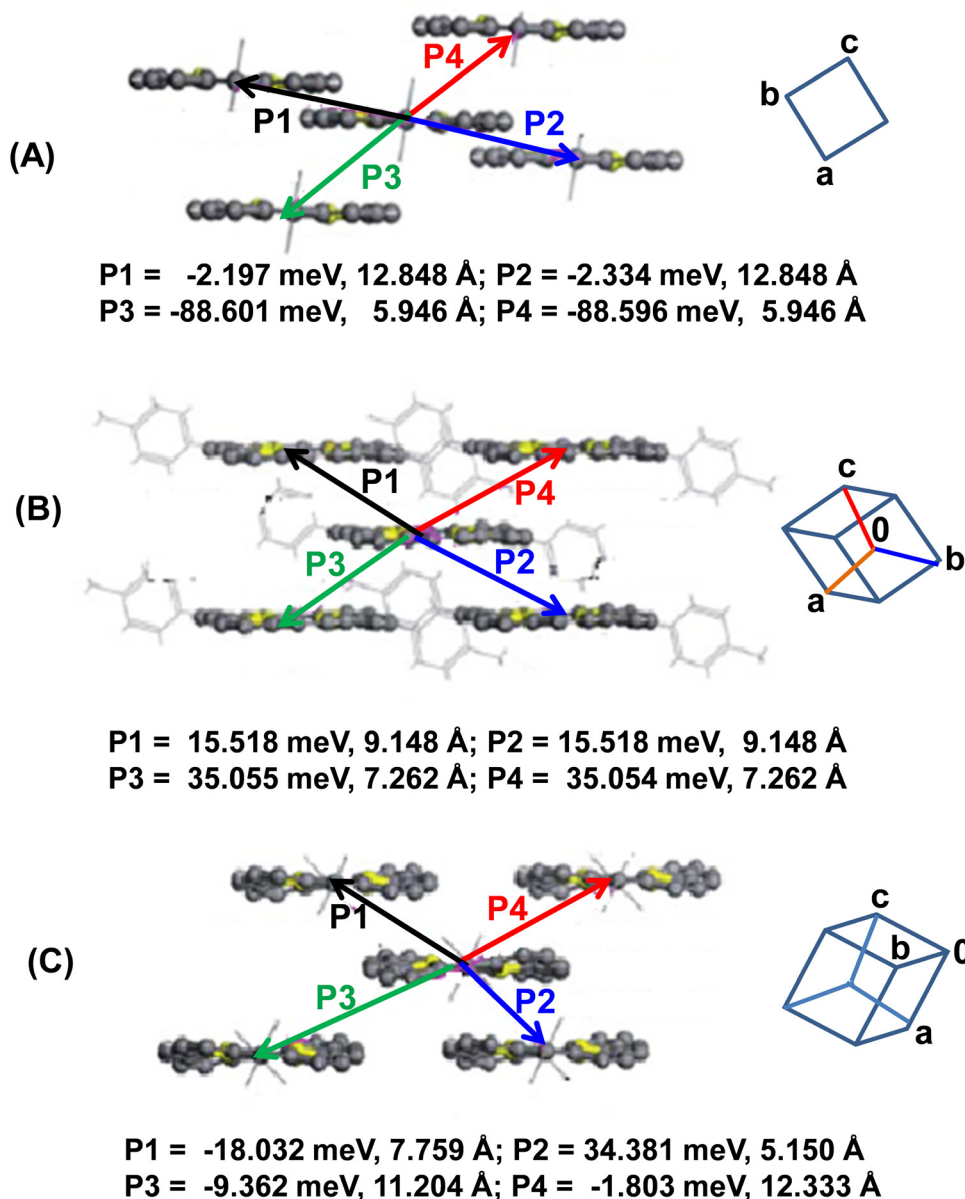 P4
c
b
P1
P2
(A)
P3
a
P1 = -2.197 meV, 12.848 Å; P2 = -2.334 meV, 12.848 Å
P3 = -88.601 meV, 5.946 Å; P4 = -88.596 meV, 5.946 Å
c
P1
P4
(B)
0
P3
P2
b
a
P1 = 15.518 meV, 9.148 Å; P2 = 15.518 meV, 9.148 Å
P3 = 35.055 meV, 7.262 Å; P4 = 35.054 meV, 7.262 Å
c
P1
P4
b
0
(C)
P3
P2
a
P1 = -18.032 meV, 7.759 Å; P2 = 34.381 meV, 5.150 Å
P3 = -9.362 meV, 11.204 Å; P4 = -1.803 meV, 12.333 Å